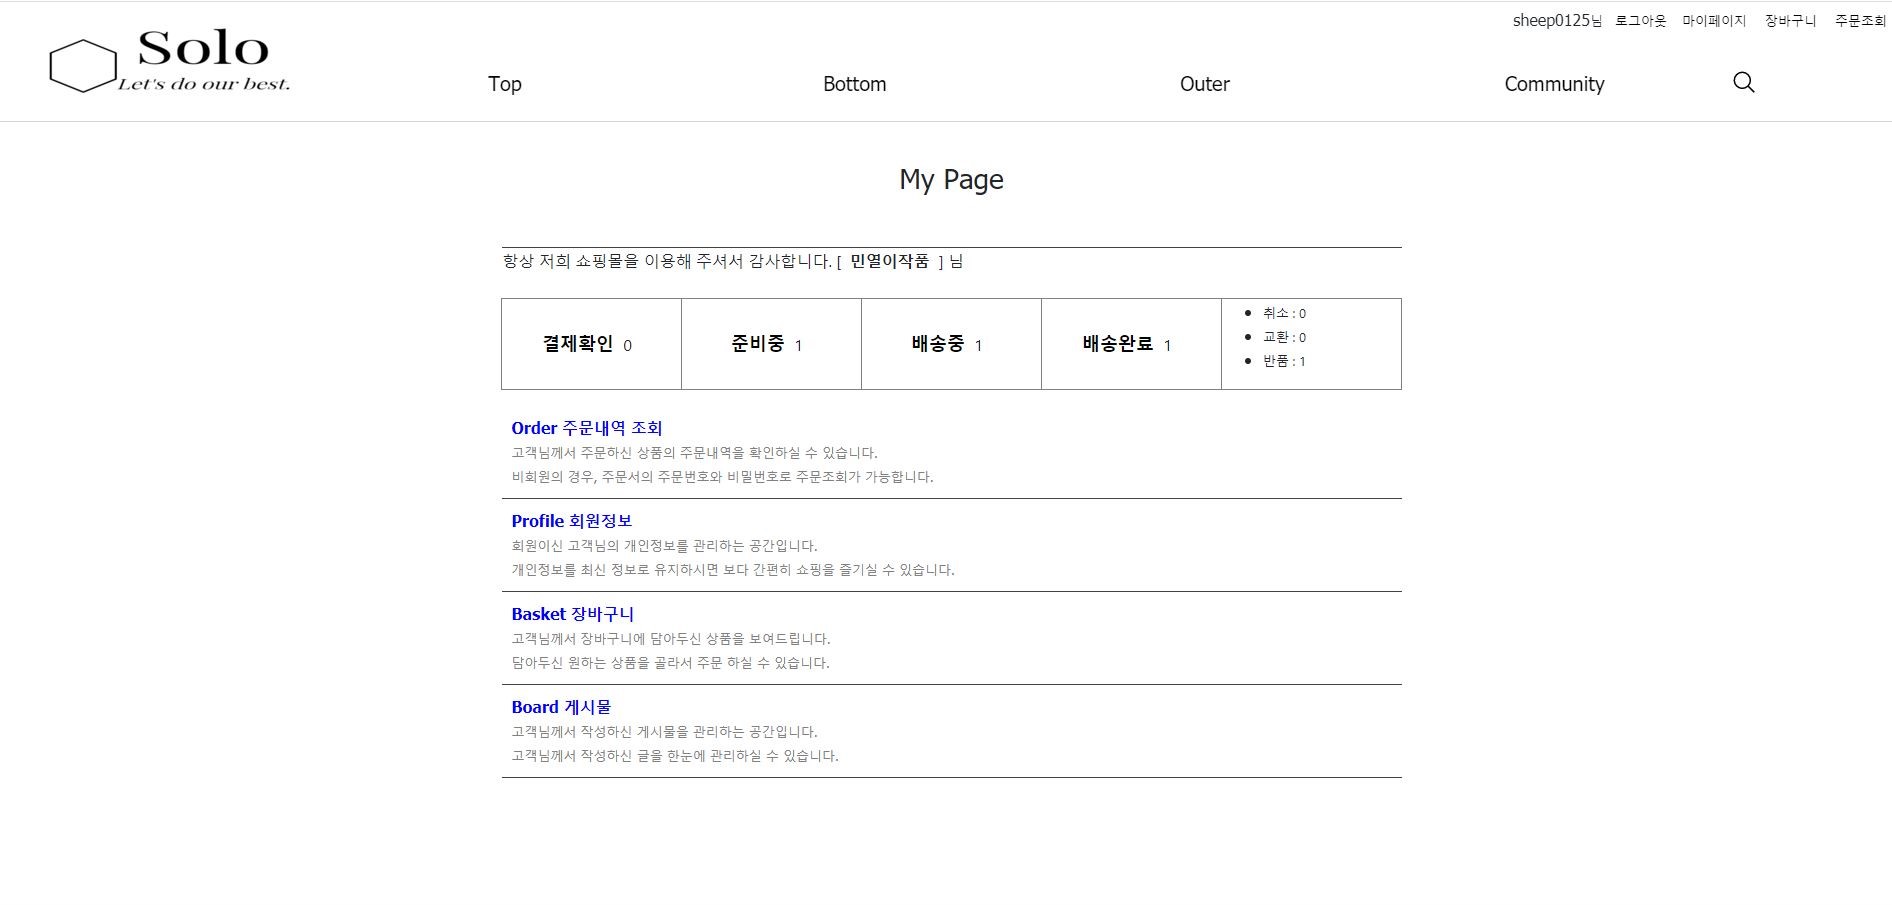 sheep0125님 로그아웃 마이페이지 장바구니 주문조회
Solo
Let's do our best.
Top Bottom Outer Community
My Page
항상 저희 쇼핑몰을 이용해 주셔서 감사합니다. [ 민열이작품 ] 님
결제확인 0 준비중 1 배송중 1 배송완료 1
취소 : 0
교환 : 0
반품 : 1
Order 주문내역 조회
고객님께서 주문하신 상품의 주문내역을 확인하실 수 있습니다.
비회원의 경우, 주문서의 주문번호와 비밀번호로 주문조회가 가능합니다.
Profile 회원정보
회원이신 고객님의 개인정보를 관리하는 공간입니다.
개인정보를 최신 정보로 유지하시면 보다 간편히 쇼핑을 즐기실 수 있습니다.
Basket 장바구니
고객님께서 장바구니에 담아두신 상품을 보여드립니다.
담아두신 원하는 상품을 골라서 주문 하실 수 있습니다.
Board 게시물
고객님께서 작성하신 게시물을 관리하는 공간입니다.
고객님께서 작성하신 글을 한눈에 관리하실 수 있습니다.